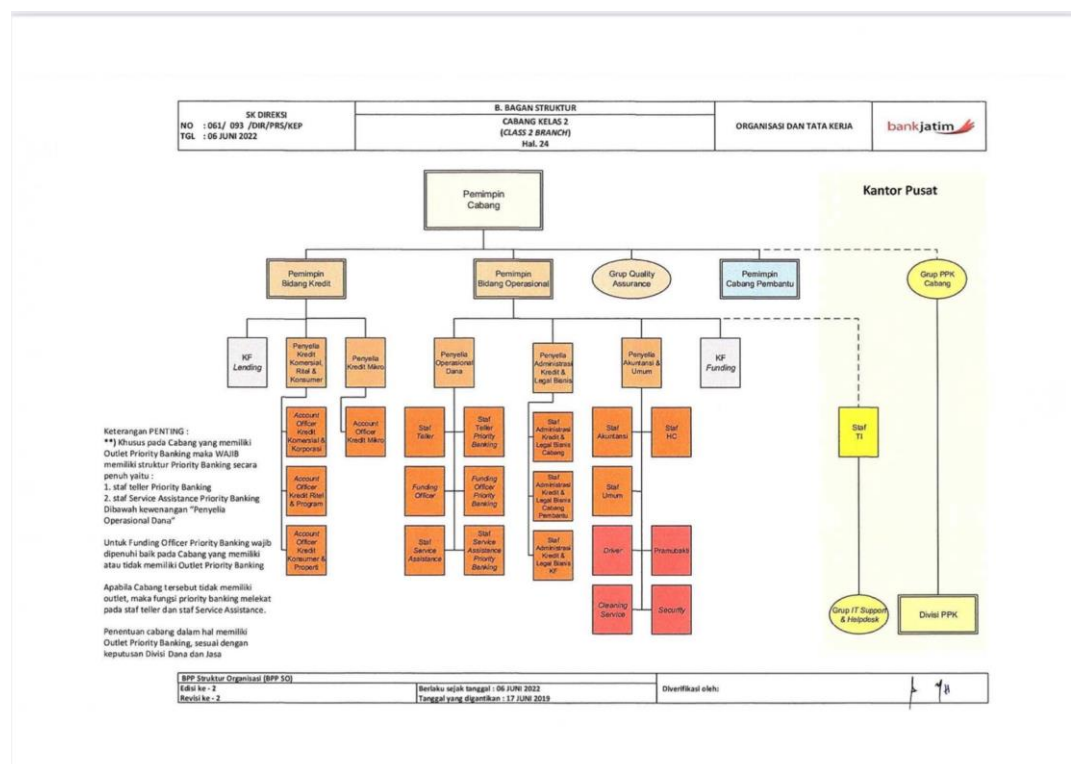 SK DIREKSI
NO : 061/ 093 /DIR/PRS/KEP
TGL : 06 JUNI 2022
B. BAGAN STRUKTUR
CABANG KELAS 2
(CLASS 2 BRANCH)
Hal. 24
ORGANISASI DAN TATA KERJA
bankjatim
Kantor Pusat
Pemimpin
Cabang
Pemimpin
Bidang Kredit
Pemimpin
Bidang Operasional
Grup Quality
Assurance
Pemimpin
Cabang Pembantu
Grup PPK
Cabang
KF
Lending
Penyelia
Kredit
Komersial,
Ritel &
Konsumer
Penyelia
Kredit Mikro
Penyelia
Operasional
Dana
Penyelia
Administrasi
Kredit &
Legal Bisnis
Penyelia
Akuntansi &
Umum
KF
Funding
Account
Officer
Kredit
Komersial &
Korporasi
Account
Officer
Kredit Mikro
Staf
Teller
Staf
Teller
Priority
Banking
Staf
Administrasi
Kredit &
Legal Bisnis
Cabang
Staf
Akuntansi
Staf
HC
Staf
TI
Account
Officer
Kredit Ritel
& Program
Funding
Officer
Funding
Officer
Priority
Banking
Staf
Administrasi
Kredit &
Legal Bisnis
Cabang
Pembantu
Staf
Umum
Account
Officer
Kredit
Konsumer &
Properti
Staf
Service
Assistance
Staf
Service
Assistance
Priority
Banking
Staf
Administrasi
Kredit &
Legal Bisnis
KF
Driver
Pramubakti
Cleaning
Service
Security
Grup IT Support
& Helpdesk
Divisi PPK
Keterangan PENTING :
**) Khusus pada Cabang yang memiliki
Outlet Priority Banking maka WAJIB
memiliki struktur Priority Banking secara
penuh yaitu :
1. staf teller Priority Banking
2. staf Service Assistance Priority Banking
Dibawah kewenangan "Penyelia
Operasional Dana"
Untuk Funding Officer Priority Banking wajib
dipenuhi baik pada Cabang yang memiliki
atau tidak memiliki Outlet Priority Banking
Apabila Cabang tersebut tidak memiliki
outlet, maka fungsi priority banking melekat
pada staf teller dan staf Service Assistance.
Penentuan cabang dalam hal memiliki
Outlet Priority Banking, sesuai dengan
keputusan Divisi Dana dan Jasa
BPP Struktur Organisasi (BPP SO)
Edisi ke - 2
Revisi ke - 2
Berlaku sejak tanggal : 06 JUNI 2022
Tanggal yang digantikan : 17 JUNI 2019
Diverifikasi oleh: